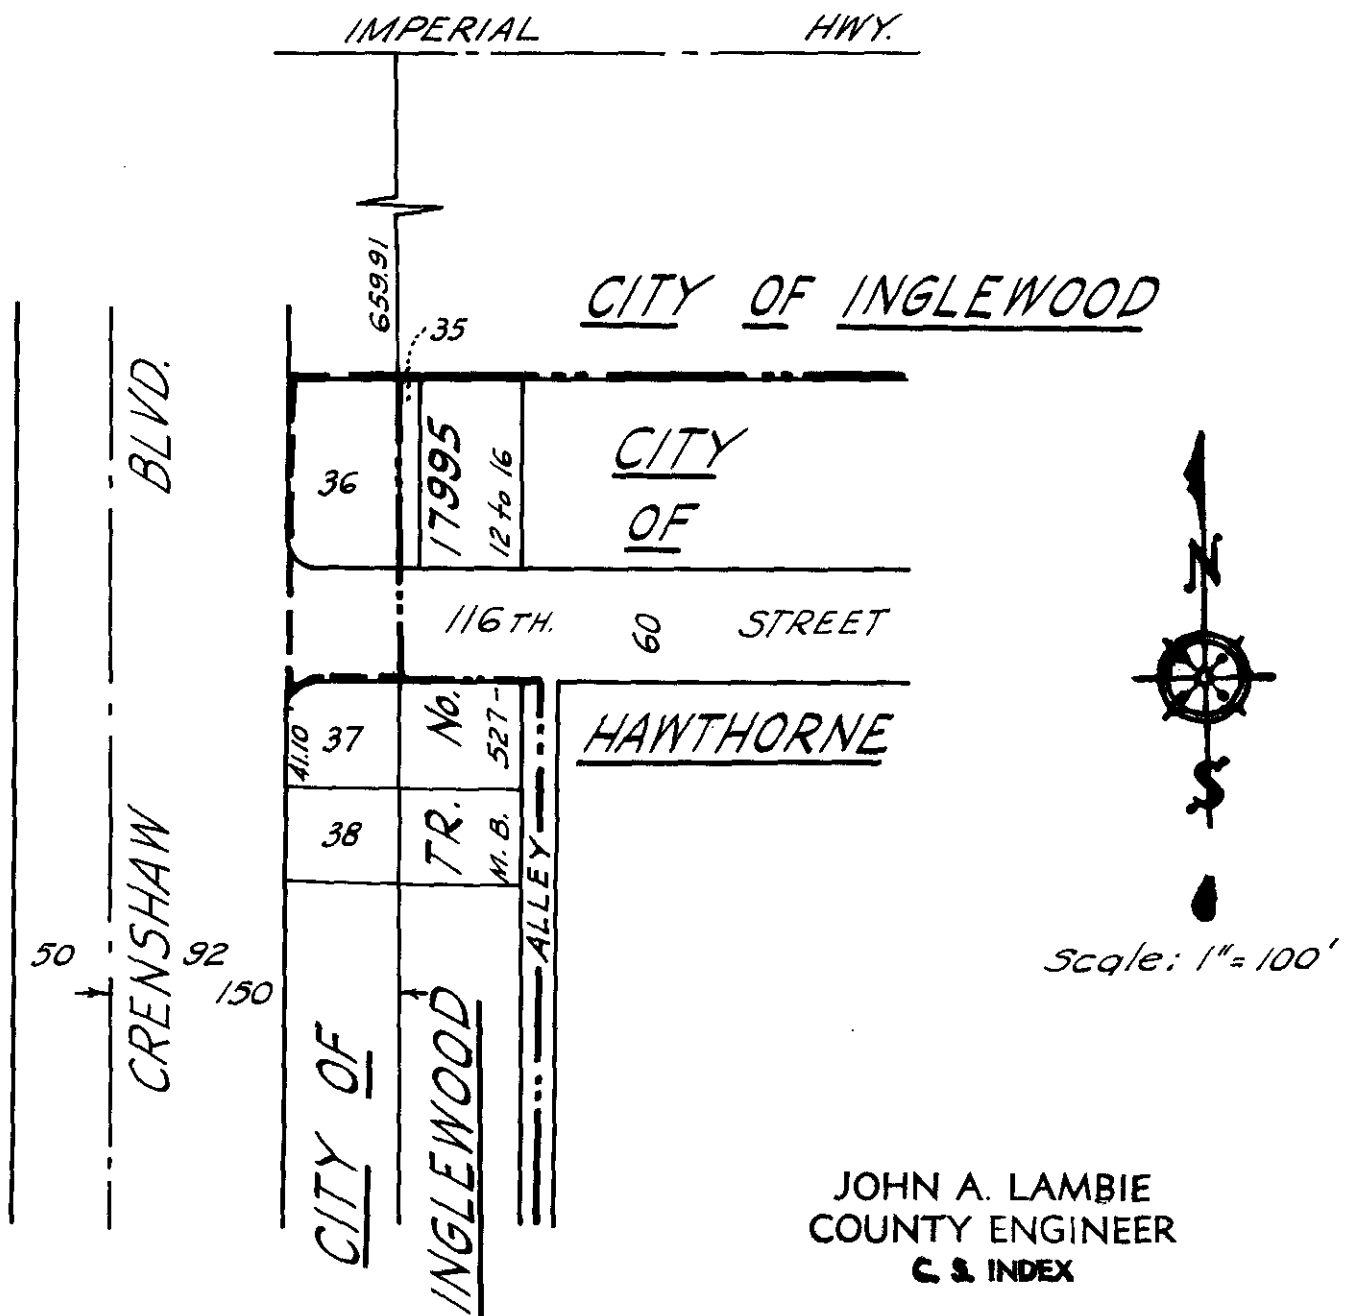 IMPERIAL HWY.
659.91
35
CITY OF INGLEWOOD
BLVD.
36
17995
12 to 16
CITY
OF
116TH. 60 STREET
41.10
37
No.
527-
HAWTHORNE
38
TR.
M. B.
ALLEY
CRENSHAW
50
92
150
CITY OF
INGLEWOOD
N
S
Scale: 1"=100'
JOHN A. LAMBIE
COUNTY ENGINEER
C. S. INDEX